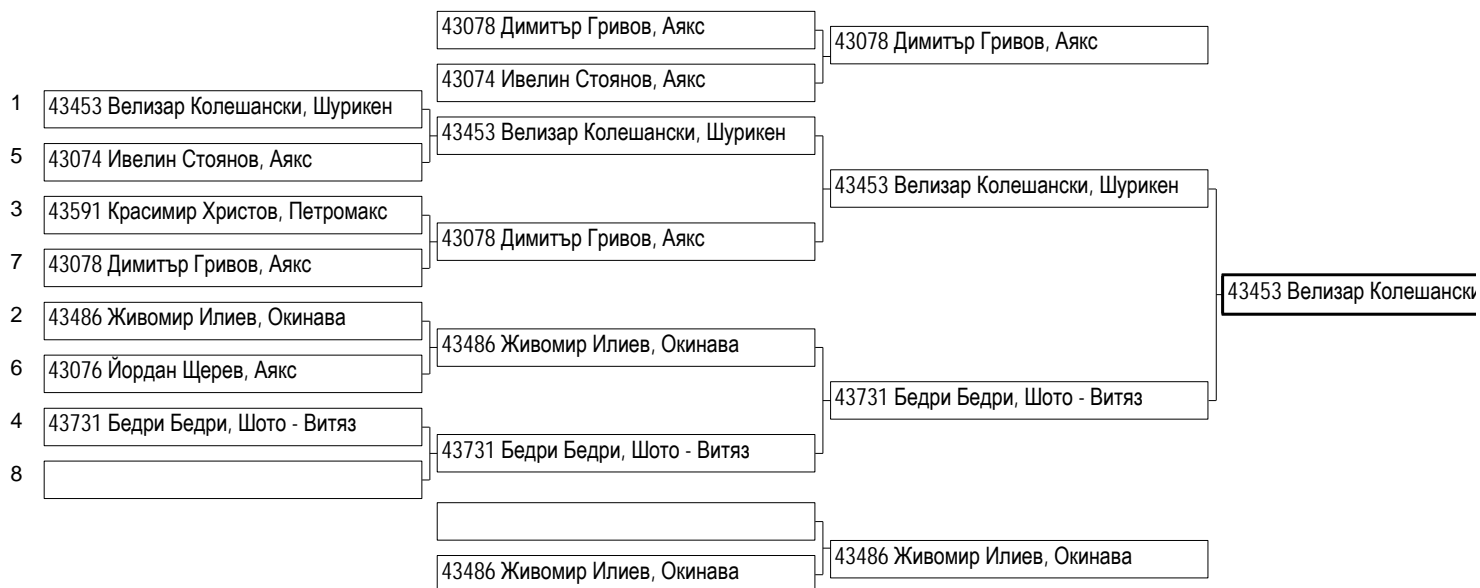 43078 Димитър Гривов, Аякс
43078 Димитър Гривов, Аякс
43074 Ивелин Стоянов, Аякс
1 43453 Велизар Колешански, Шурикен
43453 Велизар Колешански, Шурикен
5 43074 Ивелин Стоянов, Аякс
43453 Велизар Колешански, Шурикен
3 43591 Красимир Христов, Петромакс
43078 Димитър Гривов, Аякс
7 43078 Димитър Гривов, Аякс
43453 Велизар Колешански
2 43486 Живомир Илиев, Окинава
43486 Живомир Илиев, Окинава
6 43076 Йордан Щерев, Аякс
43731 Бедри Бедри, Шото - Витяз
4 43731 Бедри Бедри, Шото - Витяз
43731 Бедри Бедри, Шото - Витяз
8
43486 Живомир Илиев, Окинава
43486 Живомир Илиев, Окинава